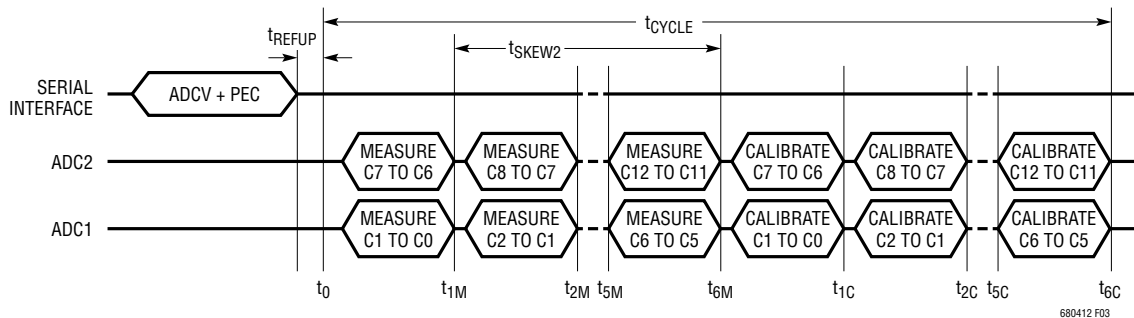 tCYCLE
tREFUP
tSKEW2
SERIAL
INTERFACE
ADCV + PEC
ADC2
MEASURE
C7 TO C6
MEASURE
C8 TO C7
MEASURE
C12 TO C11
CALIBRATE
C7 TO C6
CALIBRATE
C8 TO C7
CALIBRATE
C12 TO C11
ADC1
MEASURE
C1 TO C0
MEASURE
C2 TO C1
MEASURE
C6 TO C5
CALIBRATE
C1 TO C0
CALIBRATE
C2 TO C1
CALIBRATE
C6 TO C5
t0
t1M
t2M
t5M
t6M
t1C
t2C
t5C
t6C
680412 F03